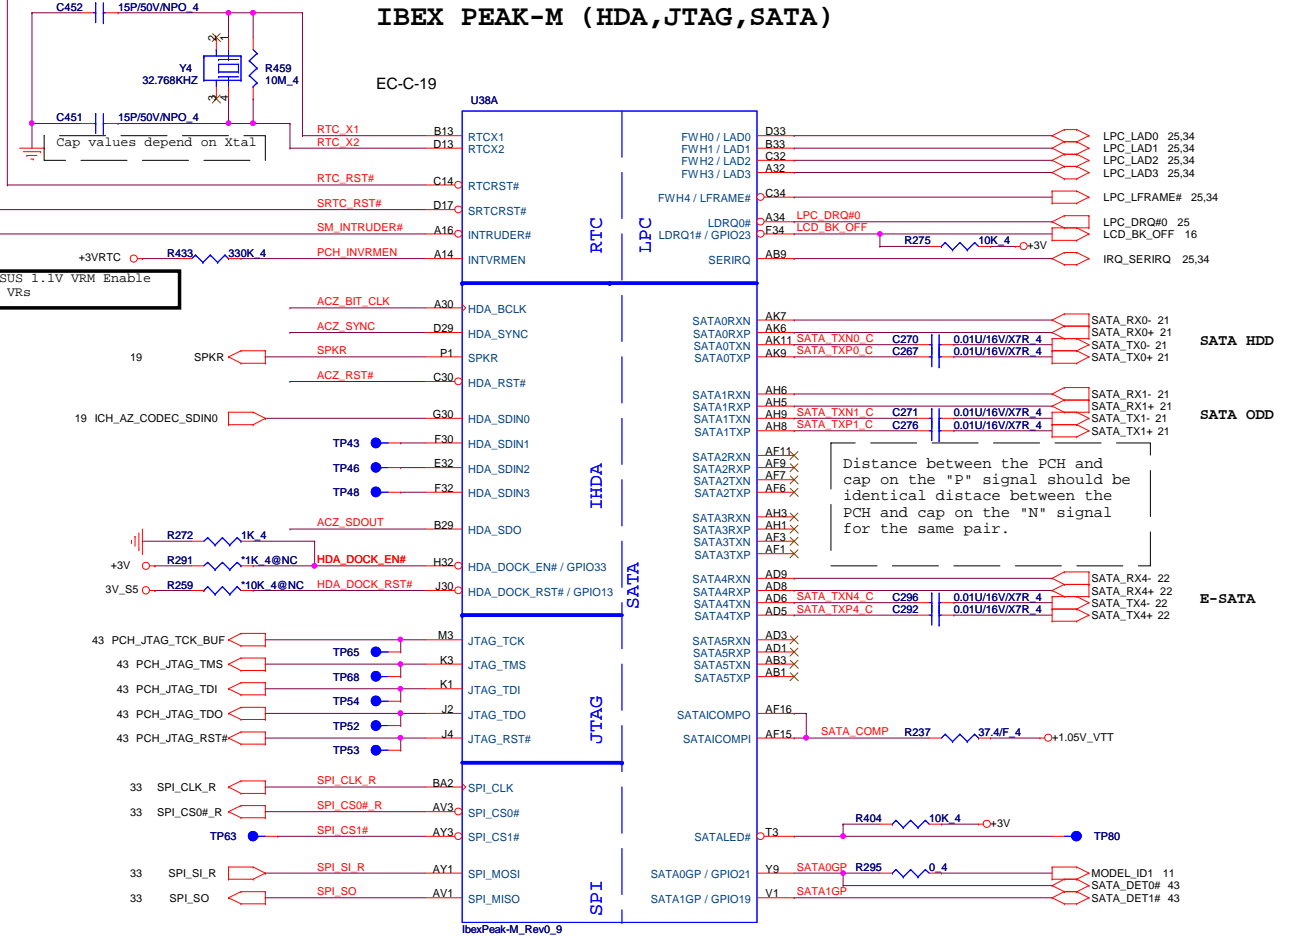 IBEX PEAK-M (HDA,JTAG,SATA)
C452 15P/50V/NPO_4
2 1
Y4
32.768KHZ
R459
10M_4
3 4
EC-C-19
C451 15P/50V/NPO_4
Cap values depend on Xtal
U38A
RTC_X1 B13 RTCX1
RTC_X2 D13 RTCX2
RTC_RST# C14 RTCRST#
SRTC_RST# D17 SRTCRST#
SM_INTRUDER# A16 INTRUDER#
+3VRTC R433 330K_4 PCH_INVRMEN A14 INTVRMEN
SUS 1.1V VRM Enable
VRs
RTC
LPC
FWH0 / LAD0 D33 LPC_LAD0 25,34
FWH1 / LAD1 B33 LPC_LAD1 25,34
FWH2 / LAD2 C32 LPC_LAD2 25,34
FWH3 / LAD3 A32 LPC_LAD3 25,34
FWH4 / LFRAME# C34 LPC_LFRAME# 25,34
LDRQ0# A34 LPC_DRQ#0 LPC_DRQ#0 25
LDRQ1# / GPIO23 F34 LCD_BK_OFF LCD_BK_OFF 16
R275 10K_4 +3V
SERIRQ AB9 IRQ_SERIRQ 25,34
ACZ_BIT_CLK A30 HDA_BCLK
ACZ_SYNC D29 HDA_SYNC
19 SPKR SPKR P1 SPKR
ACZ_RST# C30 HDA_RST#
19 ICH_AZ_CODEC_SDIN0 G30 HDA_SDIN0
TP43 F30 HDA_SDIN1
TP46 E32 HDA_SDIN2
TP48 F32 HDA_SDIN3
ACZ_SDOUT B29 HDA_SDO
R272 1K_4
+3V R291 *1K_4@NC HDA_DOCK_EN# H32 HDA_DOCK_EN# / GPIO33
3V_S5 R259 *10K_4@NC HDA_DOCK_RST# J30 HDA_DOCK_RST# / GPIO13
IHDA
SATA
SATA0RXN AK7 SATA_RX0- 21
SATA0RXP AK6 SATA_RX0+ 21
SATA0TXN AK11 SATA_TXN0_C C270 0.01U/16V/X7R_4 SATA_TX0- 21
SATA0TXP AK9 SATA_TXP0_C C267 0.01U/16V/X7R_4 SATA_TX0+ 21
SATA HDD
SATA1RXN AH6 SATA_RX1- 21
SATA1RXP AH5 SATA_RX1+ 21
SATA1TXN AH9 SATA_TXN1_C C271 0.01U/16V/X7R_4 SATA_TX1- 21
SATA1TXP AH8 SATA_TXP1_C C276 0.01U/16V/X7R_4 SATA_TX1+ 21
SATA ODD
SATA2RXN AF11
SATA2RXP AF9
SATA2TXN AF7
SATA2TXP AF6
SATA3RXN AH3
SATA3RXP AH1
SATA3TXN AF3
SATA3TXP AF1
Distance between the PCH and
cap on the "P" signal should be
identical distace between the
PCH and cap on the "N" signal
for the same pair.
SATA4RXN AD9 SATA_RX4- 22
SATA4RXP AD8 SATA_RX4+ 22
SATA4TXN AD6 SATA_TXN4_C C296 0.01U/16V/X7R_4 SATA_TX4- 22
SATA4TXP AD5 SATA_TXP4_C C292 0.01U/16V/X7R_4 SATA_TX4+ 22
E-SATA
SATA5RXN AD3
SATA5RXP AD1
SATA5TXN AB3
SATA5TXP AB1
43 PCH_JTAG_TCK_BUF M3 JTAG_TCK
TP65
43 PCH_JTAG_TMS K3 JTAG_TMS
TP68
43 PCH_JTAG_TDI K1 JTAG_TDI
TP54
43 PCH_JTAG_TDO J2 JTAG_TDO
TP52
43 PCH_JTAG_RST# J4 JTAG_RST#
TP53
JTAG
SATAICOMPO AF16
SATAICOMPI AF15 SATA_COMP R237 37.4/F_4 +1.05V_VTT
33 SPI_CLK_R SPI_CLK_R BA2 SPI_CLK
33 SPI_CS0#_R SPI_CS0#_R AV3 SPI_CS0#
TP63 SPI_CS1# AY3 SPI_CS1#
33 SPI_SI_R SPI_SI_R AY1 SPI_MOSI
33 SPI_SO SPI_SO AV1 SPI_MISO
SPI
R404 10K_4 +3V
SATALED# T3 TP80
SATA0GP / GPIO21 Y9 SATA0GP R295 0_4 MODEL_ID1 11
SATA_DET0# 43
SATA1GP / GPIO19 V1 SATA1GP SATA_DET1# 43
IbexPeak-M_Rev0_9